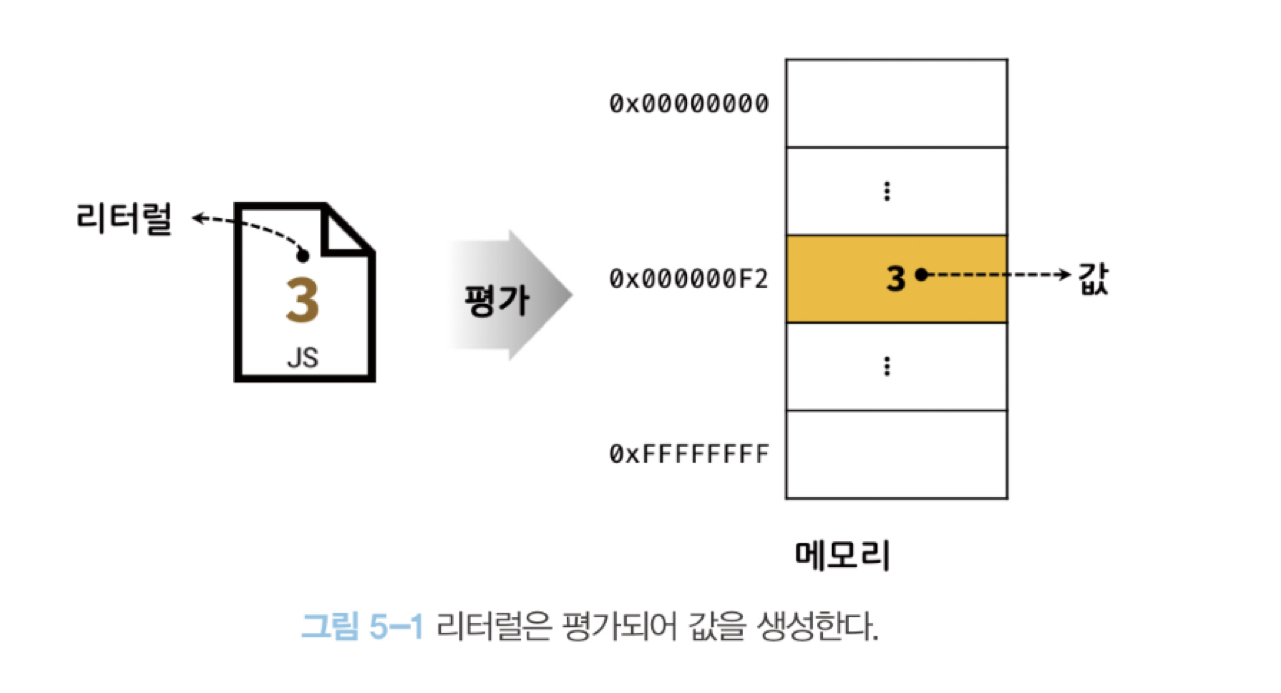 0x00000000
⋮
리터럴
3
JS
평가
0x000000F2
3
값
⋮
0xFFFFFFFF
메모리
그림 5-1 리터럴은 평가되어 값을 생성한다.